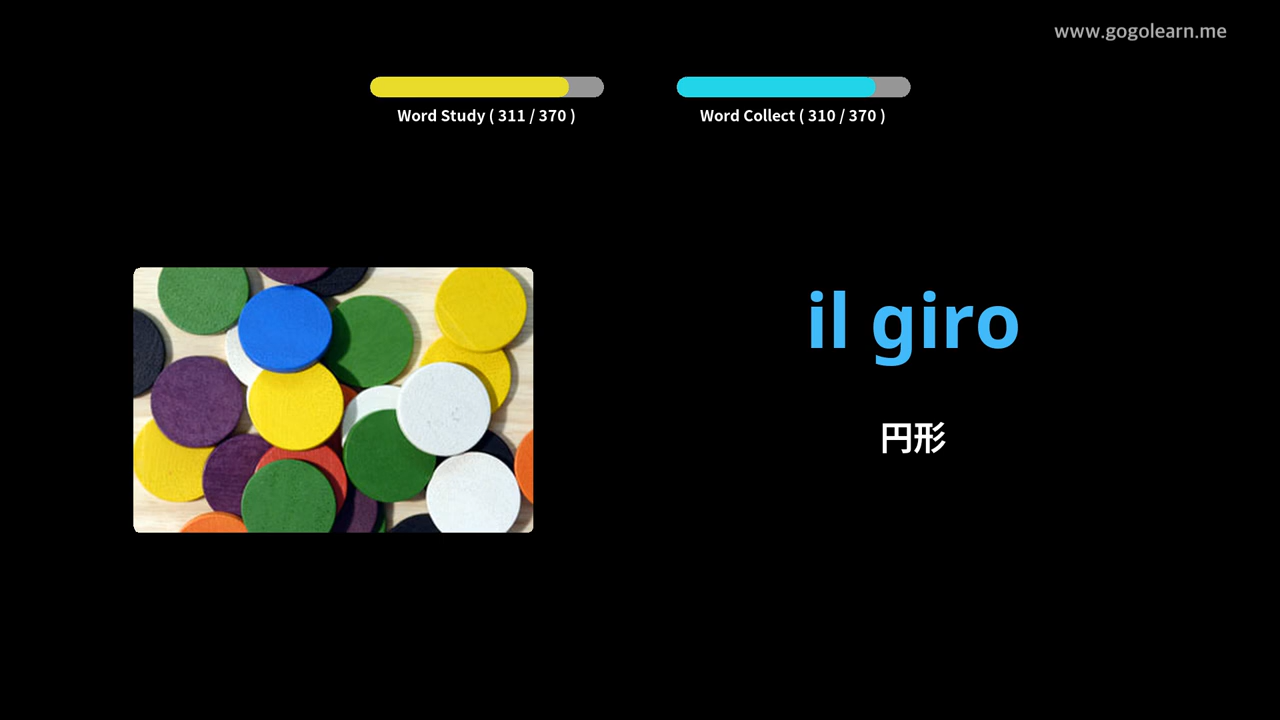 www.gogolearn.me
Word Study ( 311 / 370 )
Word Collect ( 310 / 370 )
il giro
円形